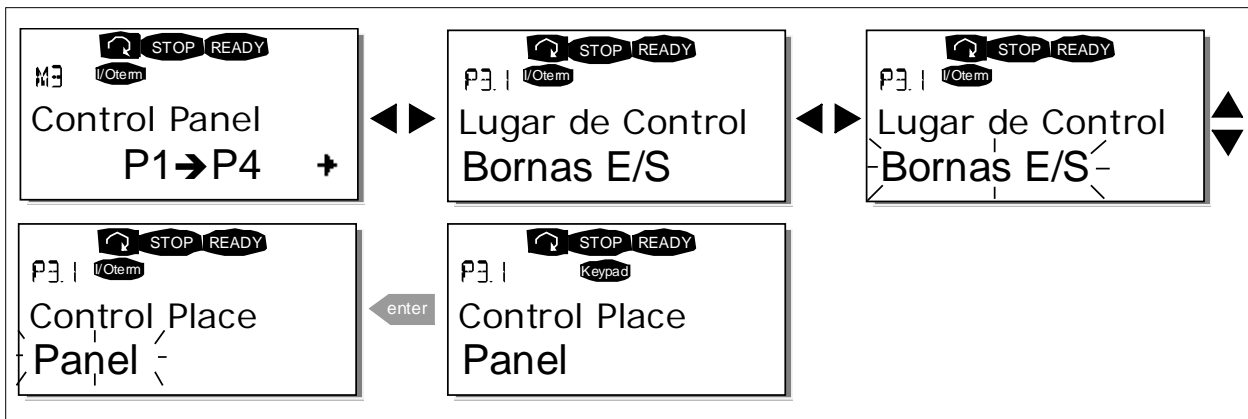 STOP READY
M3 I/Oterm
Control Panel
P1➔P4
STOP READY
P3.1 I/Oterm
Lugar de Control
Bornas E/S
STOP READY
P3.1 I/Oterm
Lugar de Control
Bornas E/S
STOP READY
P3.1 I/Oterm
Control Place
Panel
enter
STOP READY
P3.1 Keypad
Control Place
Panel